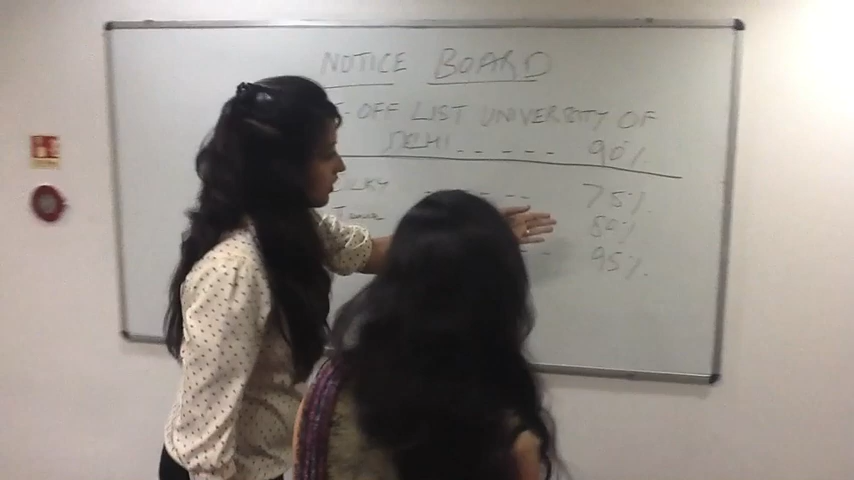 NOTICE BOARD
OFF LIST UNIVERSITY OF
DELHI - - - - - 90%
- - - - 75%
80%
- 95%